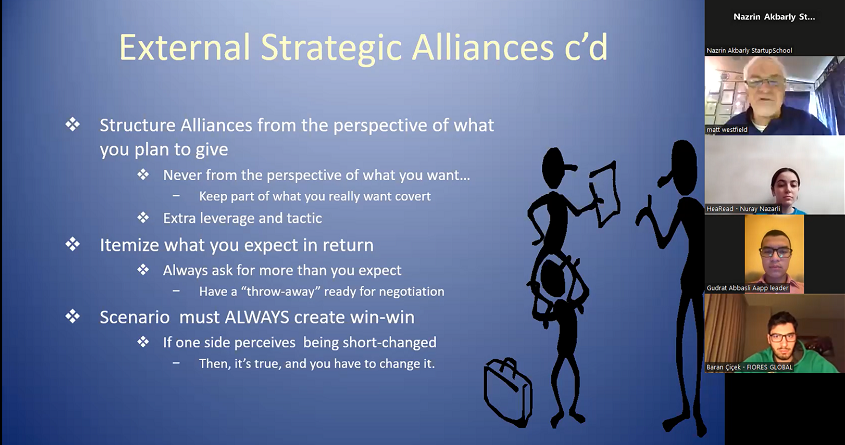 External Strategic Alliances c’d
Structure Alliances from the perspective of what
you plan to give
Never from the perspective of what you want…
Keep part of what you really want covert
Extra leverage and tactic
Itemize what you expect in return
Always ask for more than you expect
Have a “throw-away” ready for negotiation
Scenario must ALWAYS create win-win
If one side perceives being short-changed
Then, it’s true, and you have to change it.
Nazrin Akbarly St...
Nazrin Akbarly StartupSchool
matt westfield
HeaRead - Nuray Nazarli
Gudrat Abbasli Aapp leader
Baran Çiçek - FIORES GLOBAL